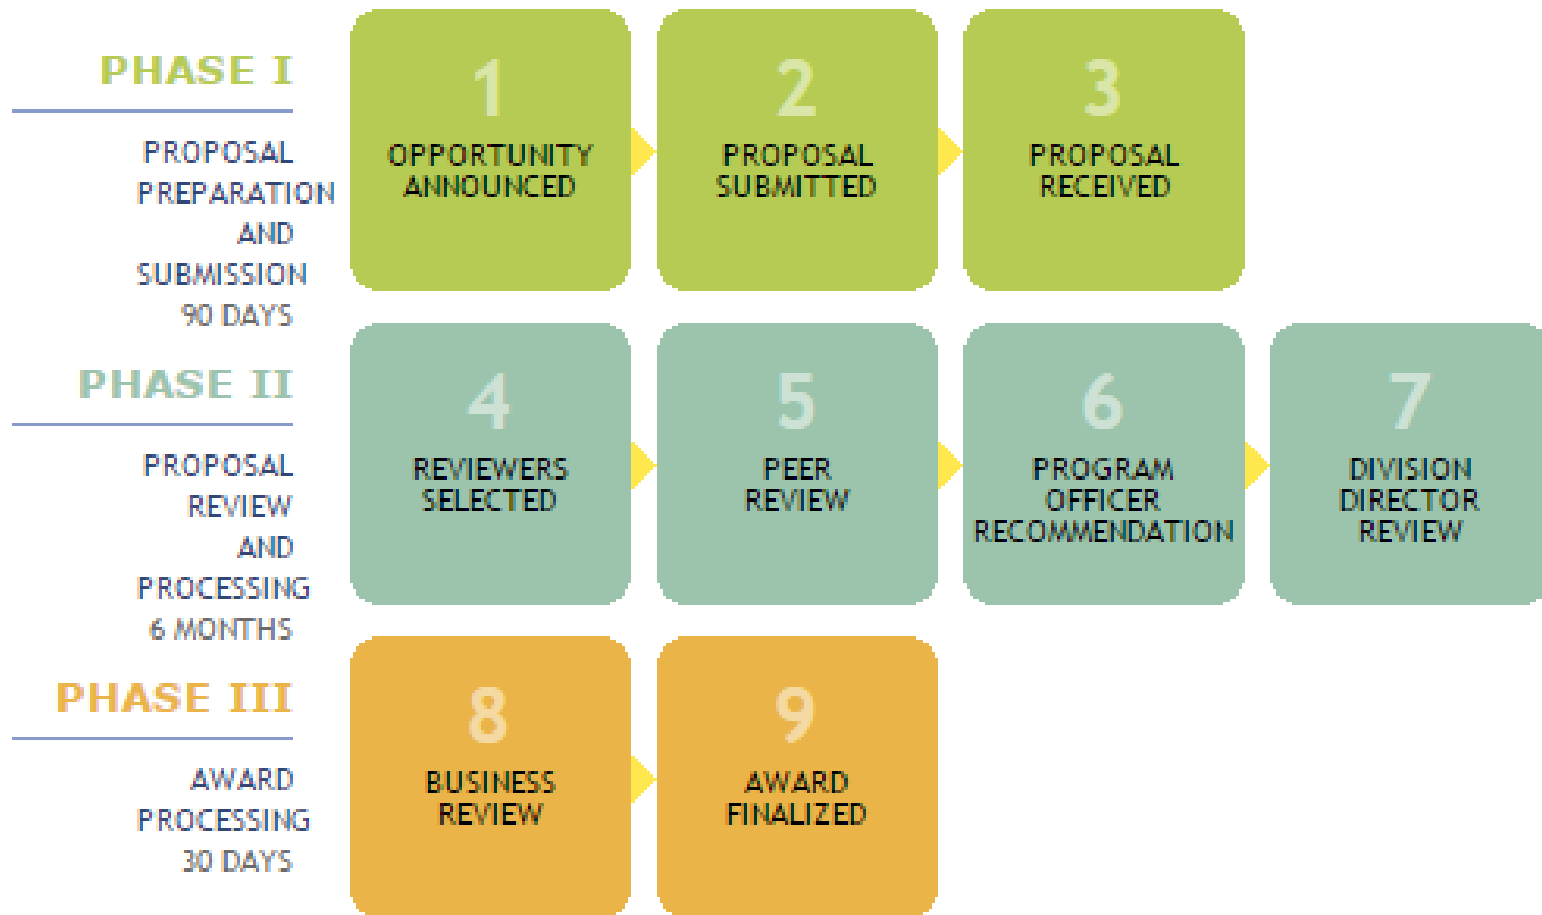 PHASE I
PROPOSAL
PREPARATION
AND
SUBMISSION
90 DAYS
1
OPPORTUNITY
ANNOUNCED
2
PROPOSAL
SUBMITTED
3
PROPOSAL
RECEIVED
PHASE II
PROPOSAL
REVIEW
AND
PROCESSING
6 MONTHS
4
REVIEWERS
SELECTED
5
PEER
REVIEW
6
PROGRAM
OFFICER
RECOMMENDATION
7
DIVISION
DIRECTOR
REVIEW
PHASE III
AWARD
PROCESSING
30 DAYS
8
BUSINESS
REVIEW
9
AWARD
FINALIZED